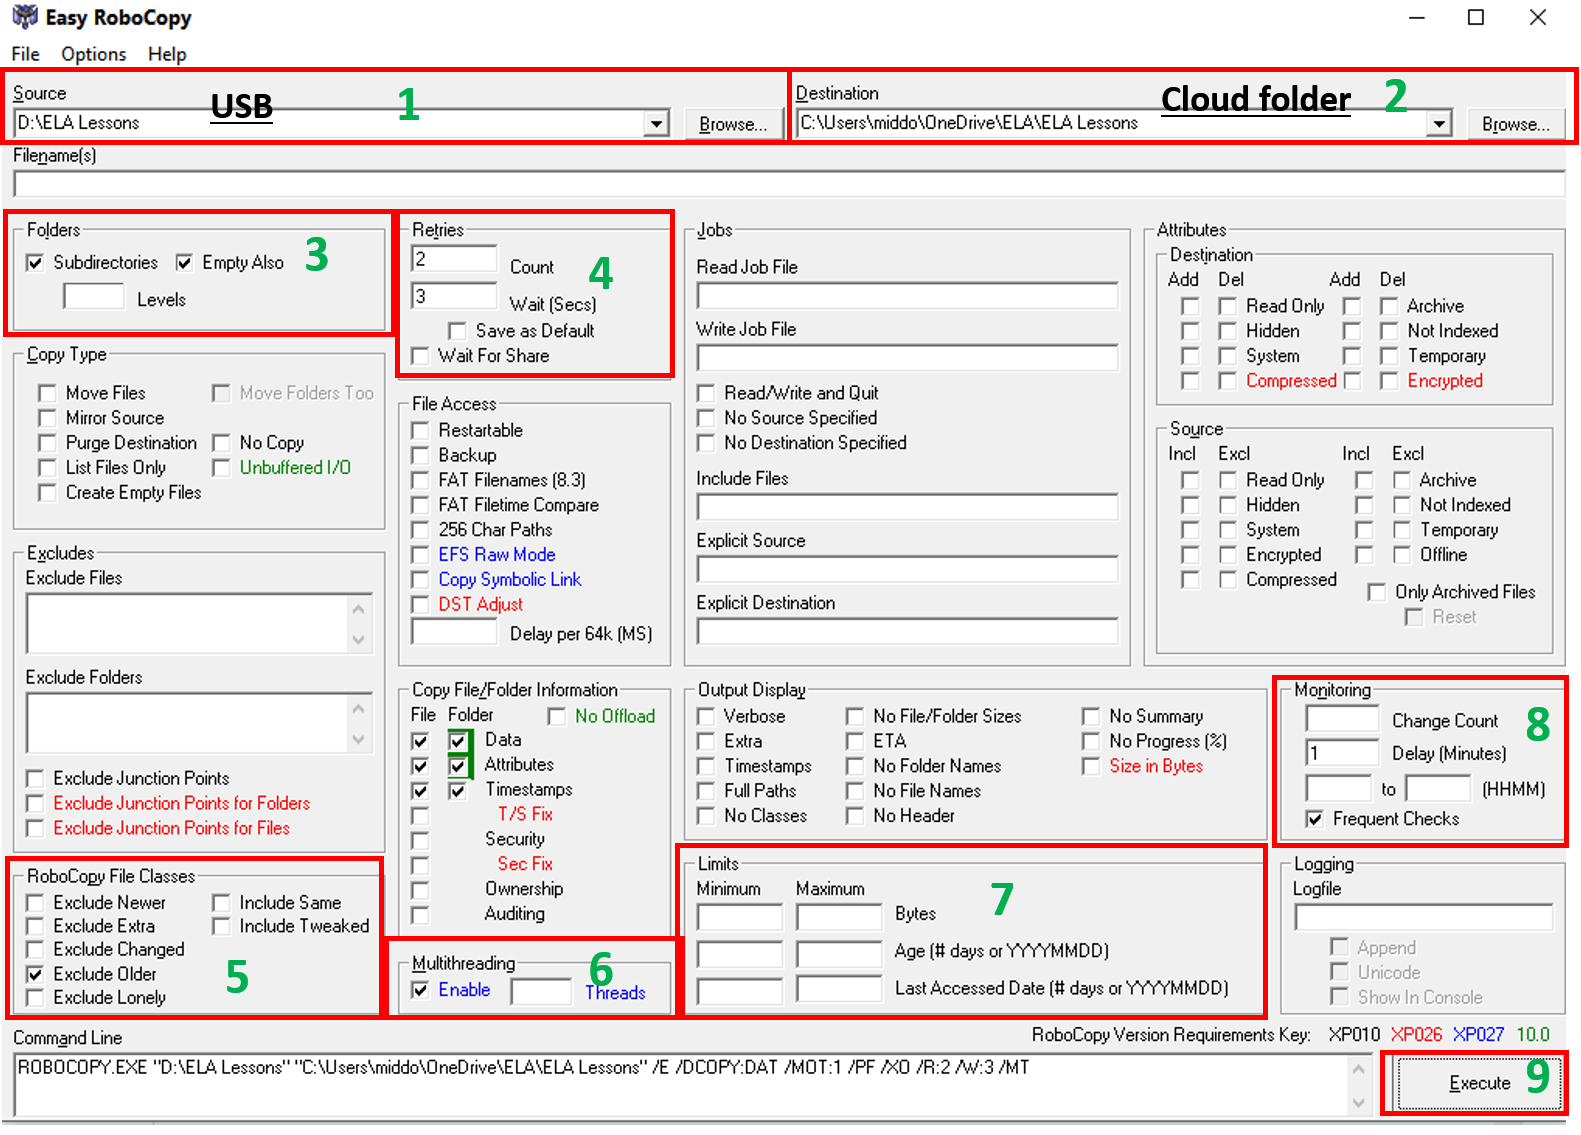 Easy RoboCopy
File Options Help
Source USB 1
D:\ELA Lessons Browse...
Destination Cloud folder 2
C:\Users\middo\OneDrive\ELA\ELA Lessons Browse...
Filename(s)
Folders 3
Subdirectories Empty Also
Levels
Retries 4
2 Count
3 Wait (Secs)
Save as Default
Wait For Share
Jobs
Read Job File
Write Job File
Read/Write and Quit
No Source Specified
No Destination Specified
Include Files
Explicit Source
Explicit Destination
Attributes
Destination
Add Del Add Del
Read Only Archive
Hidden Not Indexed
System Temporary
Compressed Encrypted
Source
Incl Excl Incl Excl
Read Only Archive
Hidden Not Indexed
System Temporary
Encrypted Offline
Compressed
Only Archived Files
Reset
Copy Type
Move Files Move Folders Too
Mirror Source
Purge Destination No Copy
List Files Only Unbuffered I/O
Create Empty Files
File Access
Restartable
Backup
FAT Filenames (8.3)
FAT Filetime Compare
256 Char Paths
EFS Raw Mode
Copy Symbolic Link
DST Adjust
Delay per 64k (MS)
Excludes
Exclude Files
Exclude Folders
Exclude Junction Points
Exclude Junction Points for Folders
Exclude Junction Points for Files
Copy File/Folder Information
File Folder No Offload
Data
Attributes
Timestamps
T/S Fix
Security
Sec Fix
Ownership
Auditing
Output Display
Verbose No File/Folder Sizes No Summary
Extra ETA No Progress (%)
Timestamps No Folder Names Size in Bytes
Full Paths No File Names
No Classes No Header
Monitoring 8
Change Count
1 Delay (Minutes)
to (HHMM)
Frequent Checks
RoboCopy File Classes 5
Exclude Newer Include Same
Exclude Extra Include Tweaked
Exclude Changed
Exclude Older
Exclude Lonely
Multithreading 6
Enable Threads
Limits 7
Minimum Maximum
Bytes
Age (# days or YYYYMMDD)
Last Accessed Date (# days or YYYYMMDD)
Logging
Logfile
Append
Unicode
Show In Console
Command Line
RoboCopy Version Requirements Key: XP010 XP026 XP027 10.0
ROBOCOPY.EXE "D:\ELA Lessons" "C:\Users\middo\OneDrive\ELA\ELA Lessons" /E /DCOPY:DAT /MOT:1 /PF /XO /R:2 /W:3 /MT
Execute 9